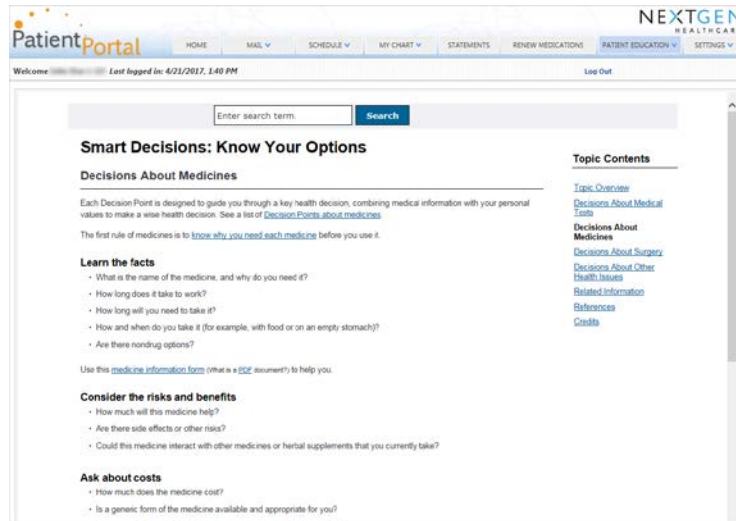 NEXTGEN
HEALTHCAR
PatientPortal
HOME MAIL SCHEDULE MY CHART STATEMENTS RENEW MEDICATIONS PATIENT EDUCATION SETTINGS
Welcome Last logged in: 4/21/2017, 1:40 PM Log Out
Enter search term Search
Smart Decisions: Know Your Options
Decisions About Medicines
Each Decision Point is designed to guide you through a key health decision, combining medical information with your personal
values to make a wise health decision. See a list of Decision Points about medicines.
The first rule of medicines is to know why you need each medicine before you use it.
Learn the facts
• What is the name of the medicine, and why do you need it?
• How long does it take to work?
• How long will you need to take it?
• How and when do you take it (for example, with food or on an empty stomach)?
• Are there nondrug options?
Use this medicine information form (What is a PDF document?) to help you.
Consider the risks and benefits
• How much will this medicine help?
• Are there side effects or other risks?
• Could this medicine interact with other medicines or herbal supplements that you currently take?
Ask about costs
• How much does the medicine cost?
• Is a generic form of the medicine available and appropriate for you?
Topic Contents
Topic Overview
Decisions About Medical
Tests
Decisions About
Medicines
Decisions About Surgery
Decisions About Other
Health Issues
Related Information
References
Credits